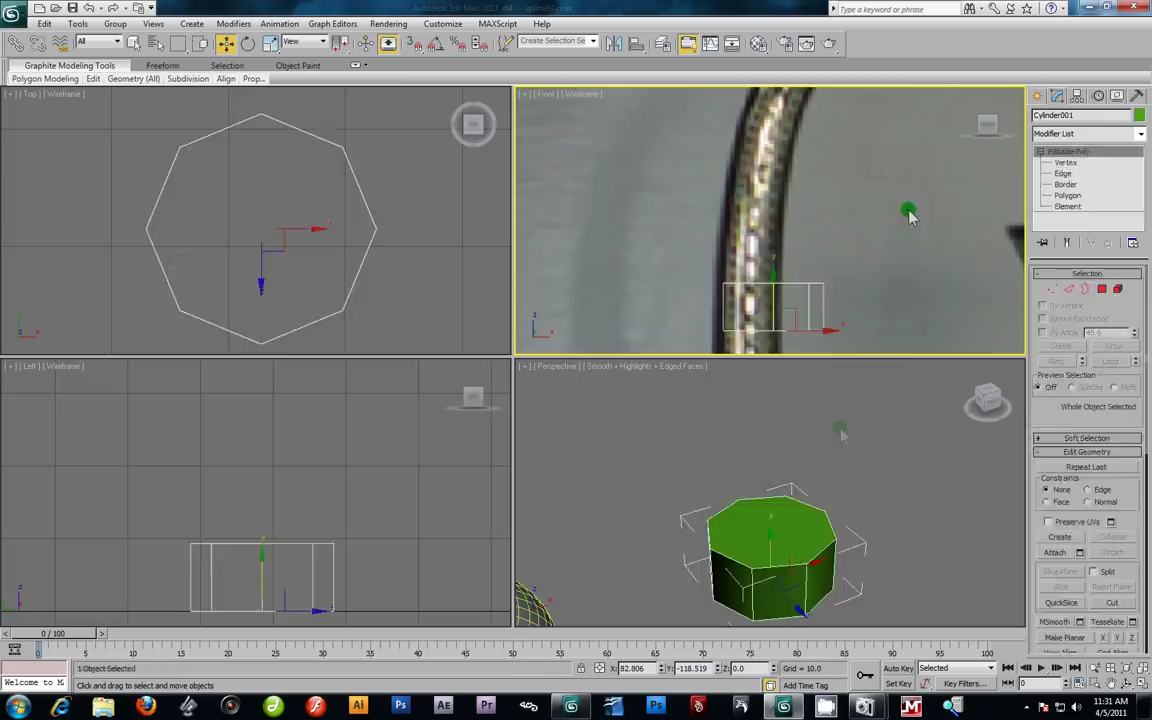 Autodesk 3ds Max 2011 x64 spline02.max
Type a keyword or phrase
Edit Tools Group Views Create Modifiers Animation Graph Editors Rendering Customize MAXScript Help
All View Create Selection Se
Graphite Modeling Tools Freeform Selection Object Paint
Polygon Modeling Edit Geometry (All) Subdivision Align Prop...
[ + ] [ Top ] [ Wireframe ]
[ + ] [ Front ] [ Wireframe ]
Cylinder001
Modifier List
Editable Poly
Vertex
Edge
Border
Polygon
Element
Selection
By Vertex
Ignore Backfacing
By Angle: 45.0
Shrink Grow
Ring Loop
Preview Selection
Off SubObj Multi
Whole Object Selected
[ + ] [ Left ] [ Wireframe ]
[ + ] [ Perspective ] [ Smooth + Highlights + Edged Faces ]
Soft Selection
Edit Geometry
Repeat Last
Constraints
None Edge
Face Normal
Preserve UVs
Create Collapse
Attach Detach
Slice Plane Split
Slice Reset Plane
QuickSlice Cut
MSmooth Tessellate
Make Planar X Y Z
View Align Grid Align
0 / 100
0 5 10 15 20 25 30 35 40 45 50 55 60 65 70 75 80 85 90 95 100
1 Object Selected X: 82.806 Y: -118.519 Z: 0.0 Grid = 10.0 Auto Key Selected
Welcome to M Click and drag to select and move objects Add Time Tag Set Key Key Filters... 0
11:31 AM
4/5/2011